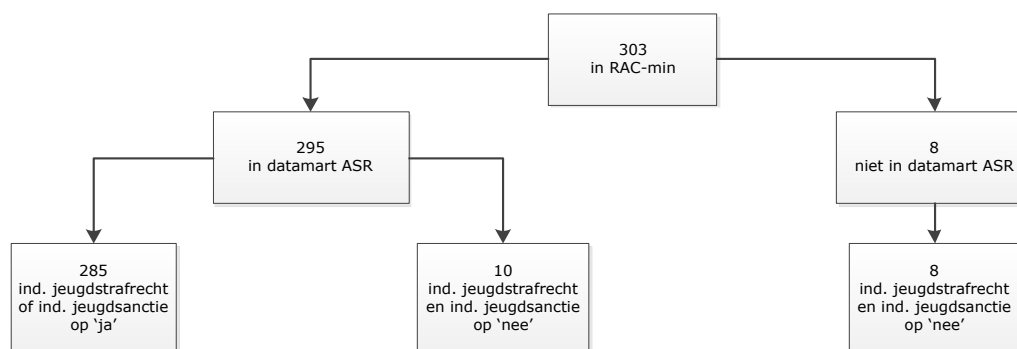 303
in RAC-min
295
in datamart ASR
8
niet in datamart ASR
285
ind. jeugdstrafrecht
of ind. jeugdsanctie
op ‘ja’
10
ind. jeugdstrafrecht
en ind. jeugdsanctie
op ‘nee’
8
ind. jeugdstrafrecht
en ind. jeugdsanctie
op ‘nee’